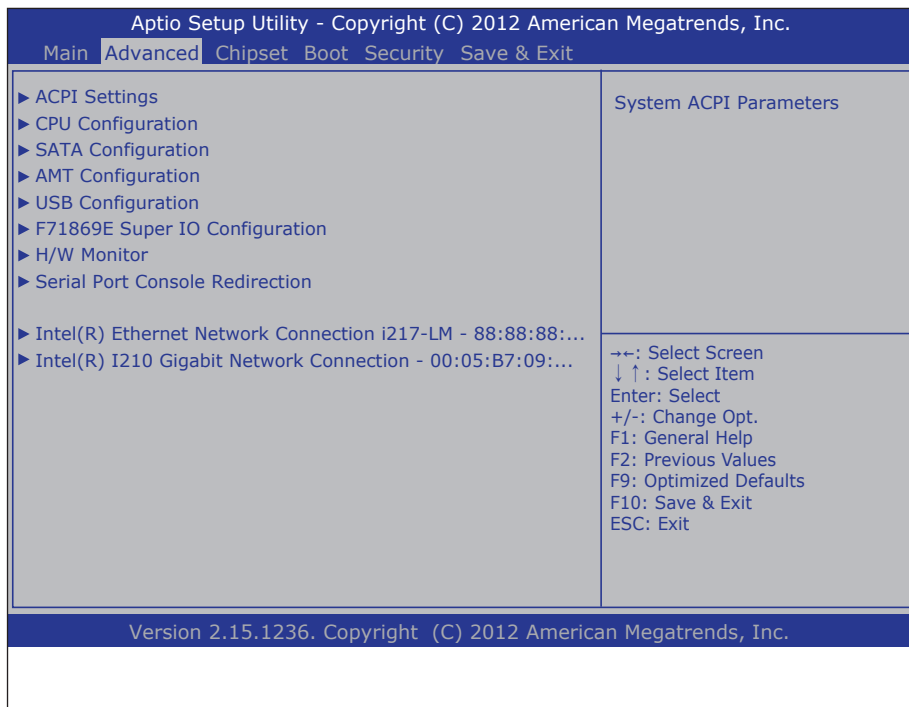 Aptio Setup Utility - Copyright (C) 2012 American Megatrends, Inc.
Main Advanced Chipset Boot Security Save & Exit
► ACPI Settings
► CPU Configuration
► SATA Configuration
► AMT Configuration
► USB Configuration
► F71869E Super IO Configuration
► H/W Monitor
► Serial Port Console Redirection
► Intel(R) Ethernet Network Connection i217-LM - 88:88:88:...
► Intel(R) I210 Gigabit Network Connection - 00:05:B7:09:...
System ACPI Parameters
→←: Select Screen
↓ ↑: Select Item
Enter: Select
+/-: Change Opt.
F1: General Help
F2: Previous Values
F9: Optimized Defaults
F10: Save & Exit
ESC: Exit
Version 2.15.1236. Copyright (C) 2012 American Megatrends, Inc.